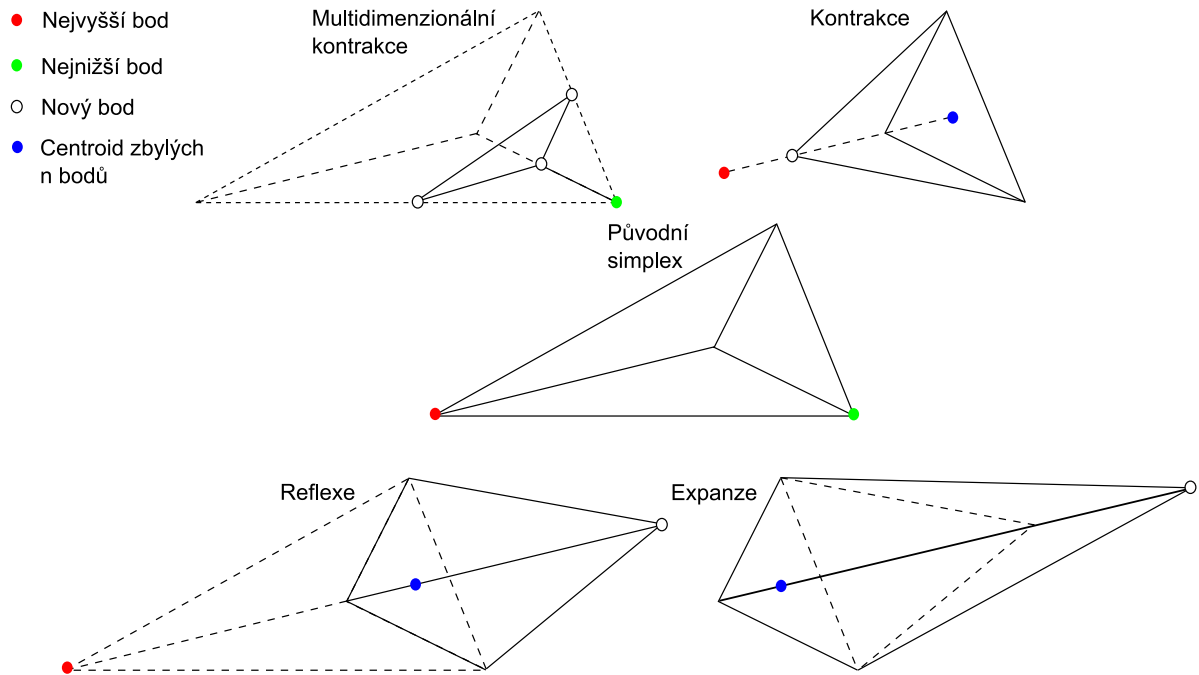 Nejvyšší bod
Nejnižší bod
Nový bod
Centroid zbylých
n bodů
Multidimenzionální
kontrakce
Kontrakce
Původní
simplex
Reflexe
Expanze